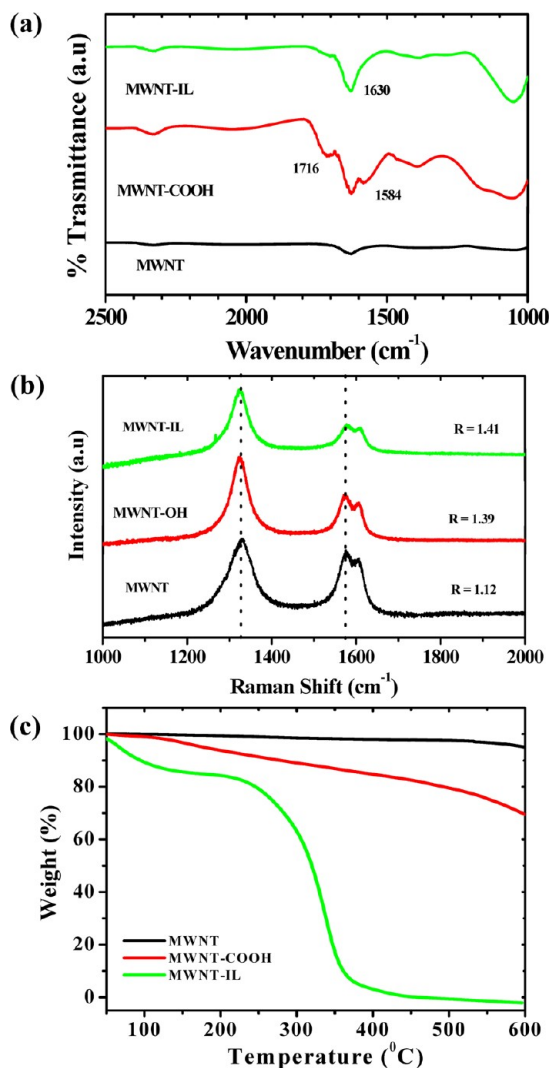 (a)
% Trasmittance (a.u)
MWNT-IL
1630
1716
MWNT-COOH
1584
MWNT
2500 2000 1500 1000
Wavenumber (cm-1)
(b)
Intensity (a.u)
MWNT-IL
R = 1.41
MWNT-OH
R = 1.39
MWNT
R = 1.12
1000 1200 1400 1600 1800 2000
Raman Shift (cm-1)
(c)
Weight (%)
100
80
60
40
20
0
MWNT
MWNT-COOH
MWNT-IL
100 200 300 400 500 600
Temperature (0C)